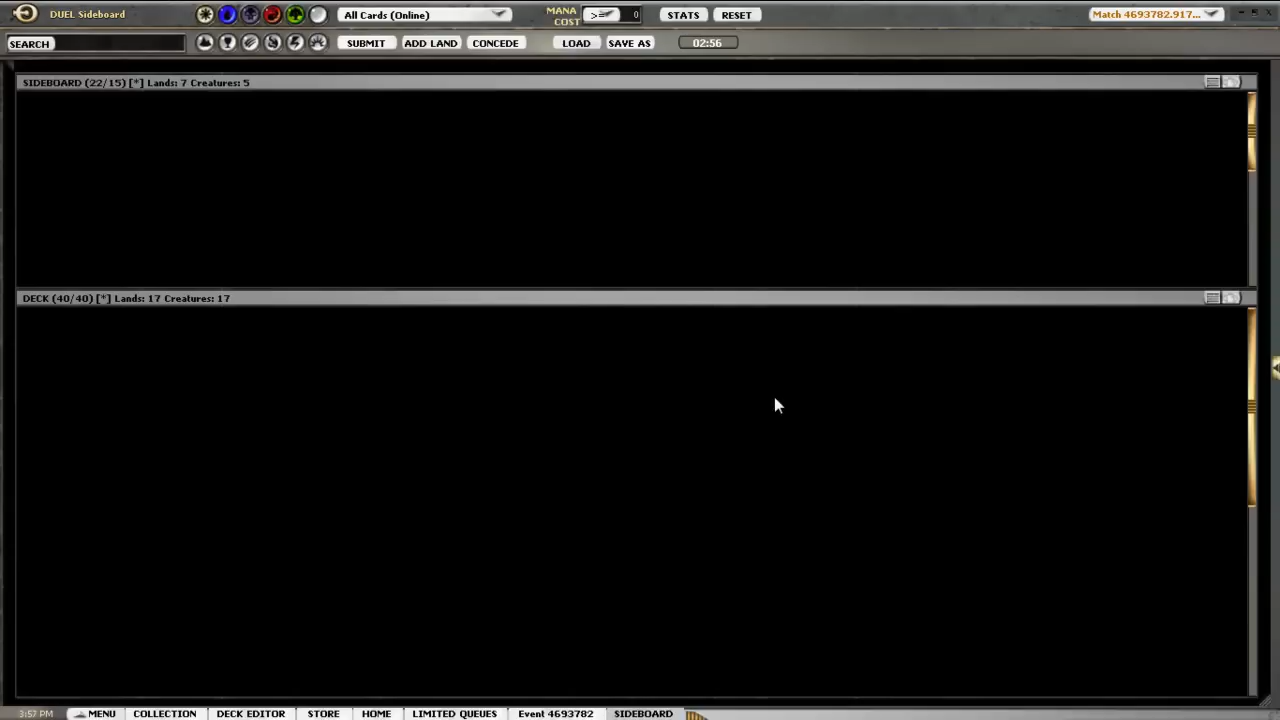 DUEL Sideboard
All Cards (Online)
MANA COST
>=
0
STATS
RESET
Match 4693782.917...
SEARCH
SUBMIT
ADD LAND
CONCEDE
LOAD
SAVE AS
02:56
SIDEBOARD (22/15) [*] Lands: 7 Creatures: 5
DECK (40/40) [*] Lands: 17 Creatures: 17
3:57 PM
MENU
COLLECTION
DECK EDITOR
STORE
HOME
LIMITED QUEUES
Event 4693782
SIDEBOARD